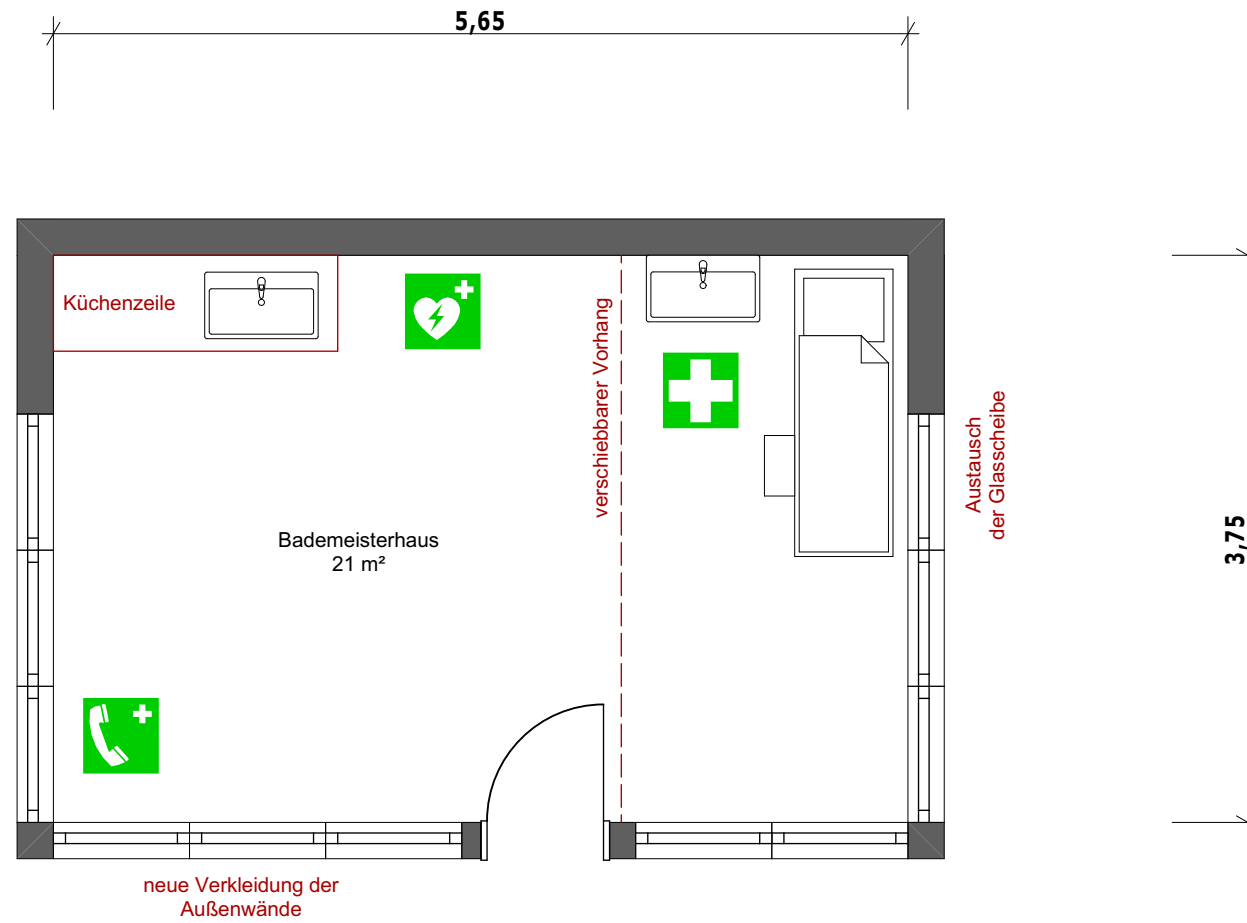 5,65
Küchenzeile
verschiebbarer Vorhang
Austausch
der Glasscheibe
3,75
Bademeisterhaus
21 m²
neue Verkleidung der
Außenwände